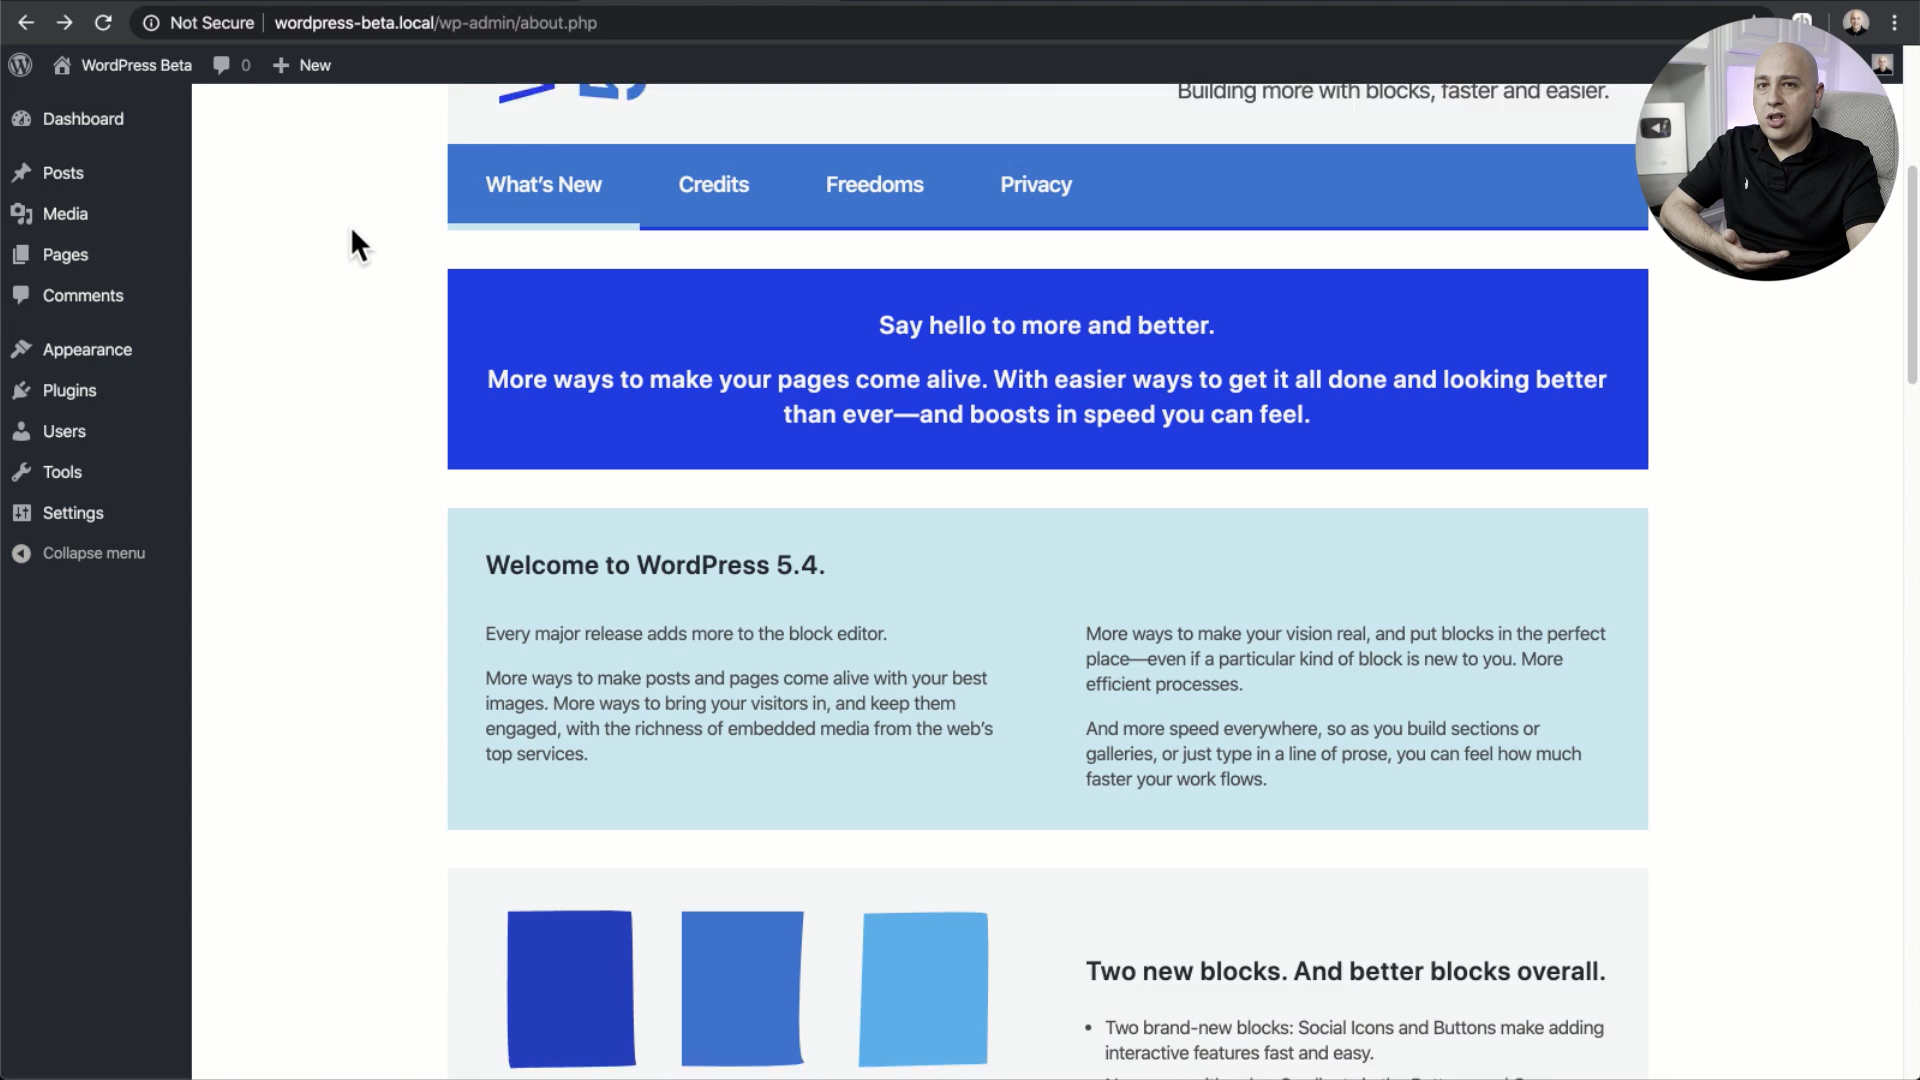 Not Secure | wordpress-beta.local/wp-admin/about.php
WordPress Beta 0 New
Building more with blocks, faster and easier.
Dashboard
Posts
Media
Pages
Comments
Appearance
Plugins
Users
Tools
Settings
Collapse menu
What's New Credits Freedoms Privacy
Say hello to more and better.
More ways to make your pages come alive. With easier ways to get it all done and looking better
than ever—and boosts in speed you can feel.
Welcome to WordPress 5.4.
Every major release adds more to the block editor.
More ways to make posts and pages come alive with your best
images. More ways to bring your visitors in, and keep them
engaged, with the richness of embedded media from the web's
top services.
More ways to make your vision real, and put blocks in the perfect
place—even if a particular kind of block is new to you. More
efficient processes.
And more speed everywhere, so as you build sections or
galleries, or just type in a line of prose, you can feel how much
faster your work flows.
Two new blocks. And better blocks overall.
• Two brand-new blocks: Social Icons and Buttons make adding
interactive features fast and easy.